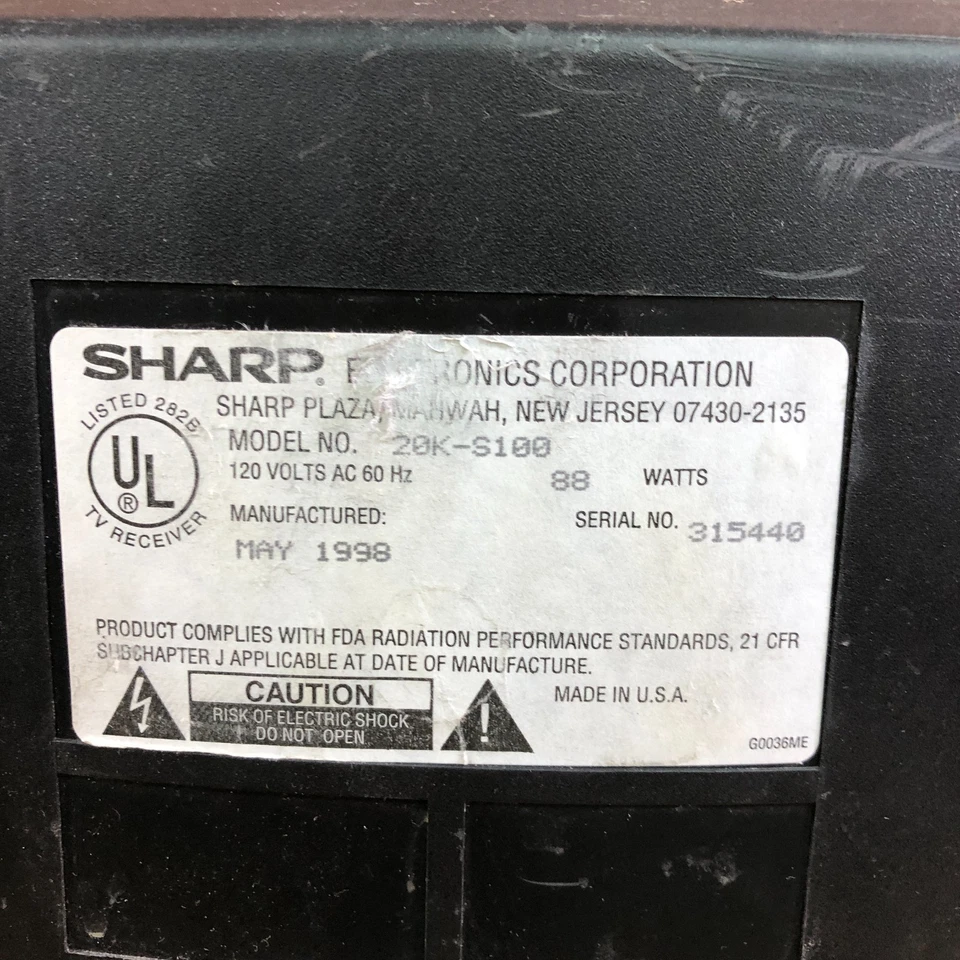 SHARP® ELECTRONICS CORPORATION
SHARP PLAZA, MAHWAH, NEW JERSEY 07430-2135
LISTED 282B
UL®
TV RECEIVER
MODEL NO. 20K-S100
120 VOLTS AC 60 Hz 88 WATTS
MANUFACTURED: SERIAL NO. 315440
MAY 1998
PRODUCT COMPLIES WITH FDA RADIATION PERFORMANCE STANDARDS, 21 CFR
SUBCHAPTER J APPLICABLE AT DATE OF MANUFACTURE.
CAUTION
RISK OF ELECTRIC SHOCK
DO NOT OPEN
!
MADE IN U.S.A.
G0036ME